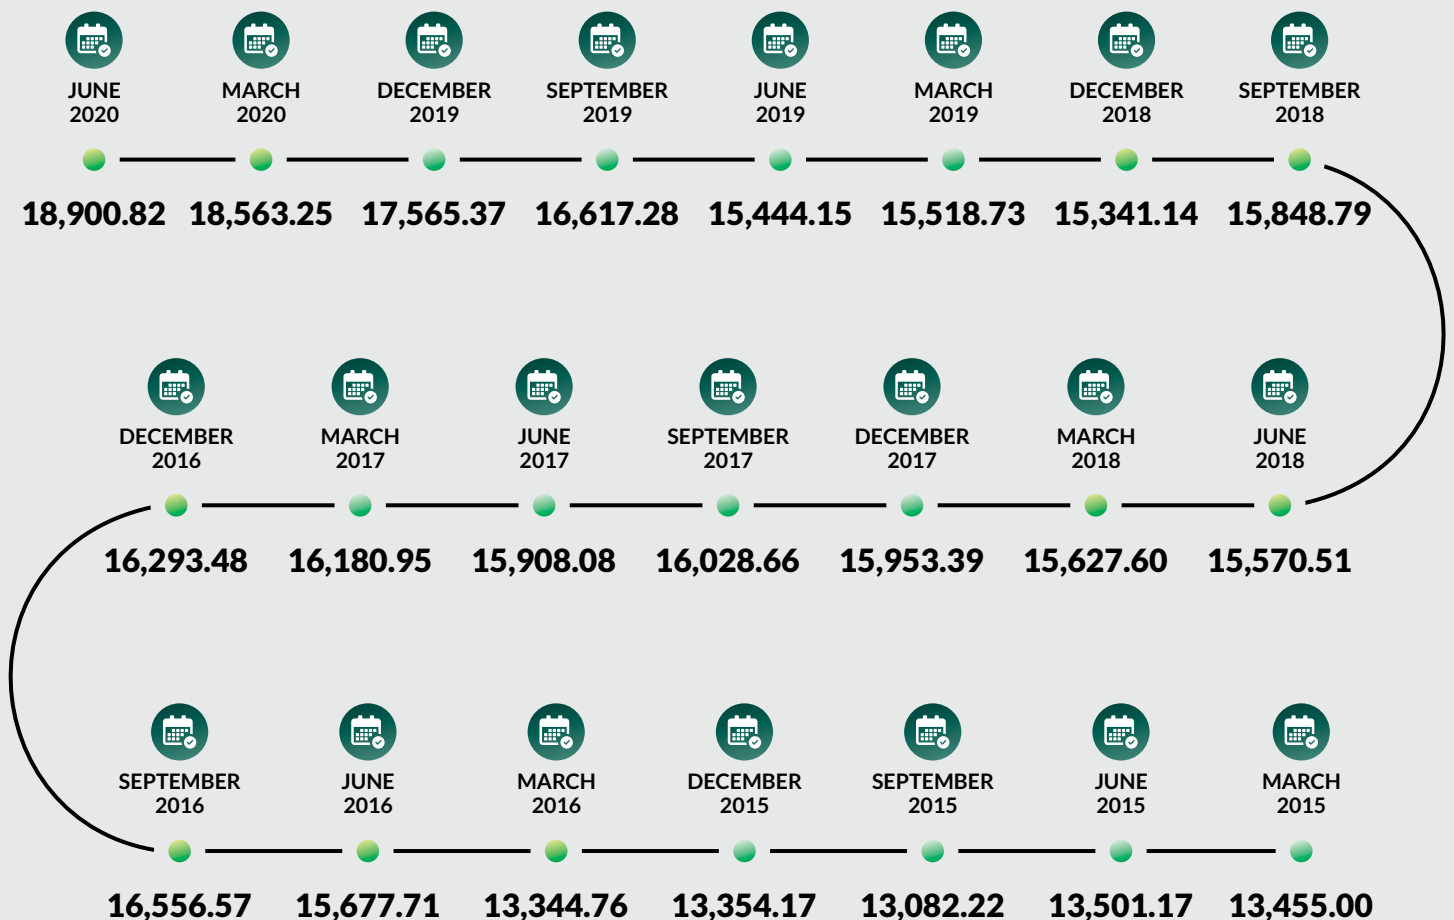 JUNE
2020
MARCH
2020
DECEMBER
2019
SEPTEMBER
2019
JUNE
2019
MARCH
2019
DECEMBER
2018
SEPTEMBER
2018
18,900.82
18,563.25
17,565.37
16,617.28
15,444.15
15,518.73
15,341.14
15,848.79
DECEMBER
2016
MARCH
2017
JUNE
2017
SEPTEMBER
2017
DECEMBER
2017
MARCH
2018
JUNE
2018
16,293.48
16,180.95
15,908.08
16,028.66
15,953.39
15,627.60
15,570.51
SEPTEMBER
2016
JUNE
2016
MARCH
2016
DECEMBER
2015
SEPTEMBER
2015
JUNE
2015
MARCH
2015
16,556.57
15,677.71
13,344.76
13,354.17
13,082.22
13,501.17
13,455.00